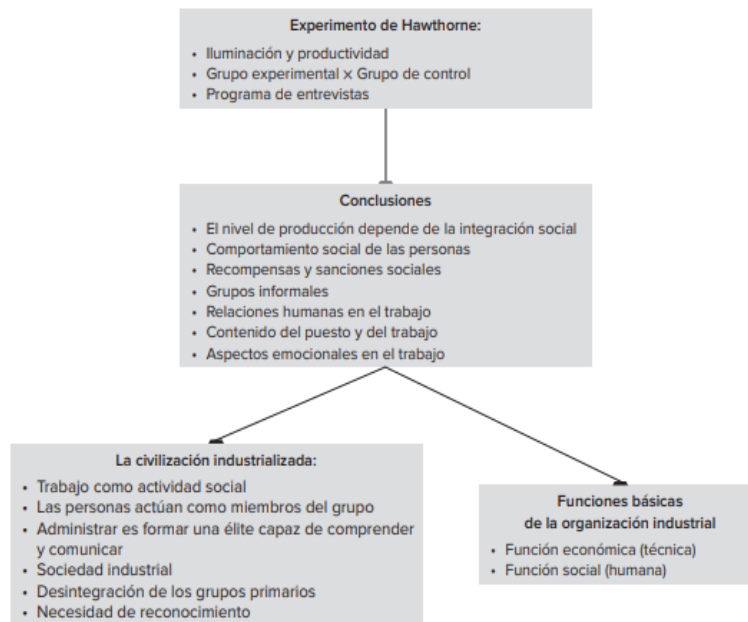 Experimento de Hawthorne:
• Iluminación y productividad
• Grupo experimental × Grupo de control
• Programa de entrevistas
Conclusiones
• El nivel de producción depende de la integración social
• Comportamiento social de las personas
• Recompensas y sanciones sociales
• Grupos informales
• Relaciones humanas en el trabajo
• Contenido del puesto y del trabajo
• Aspectos emocionales en el trabajo
La civilización industrializada:
• Trabajo como actividad social
• Las personas actúan como miembros del grupo
• Administrar es formar una élite capaz de comprender
y comunicar
• Sociedad industrial
• Desintegración de los grupos primarios
• Necesidad de reconocimiento
Funciones básicas
de la organización industrial
• Función económica (técnica)
• Función social (humana)